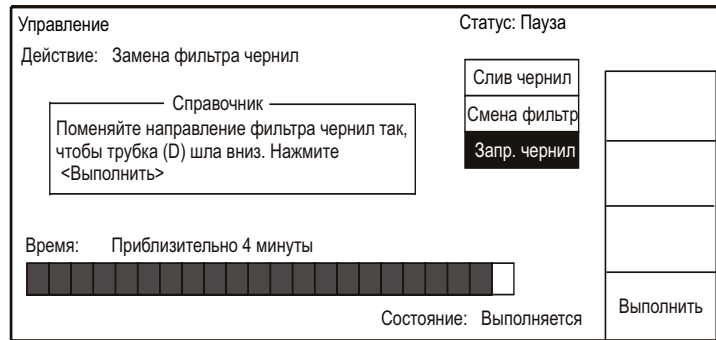 Управление
Статус: Пауза
Действие: Замена фильтра чернил
Слив чернил
Смена фильтр
Запр. чернил
Справочник
Поменяйте направление фильтра чернил так,
чтобы трубка (D) шла вниз. Нажмите
<Выполнить>
Время: Приблизительно 4 минуты
Состояние: Выполняется
Выполнить